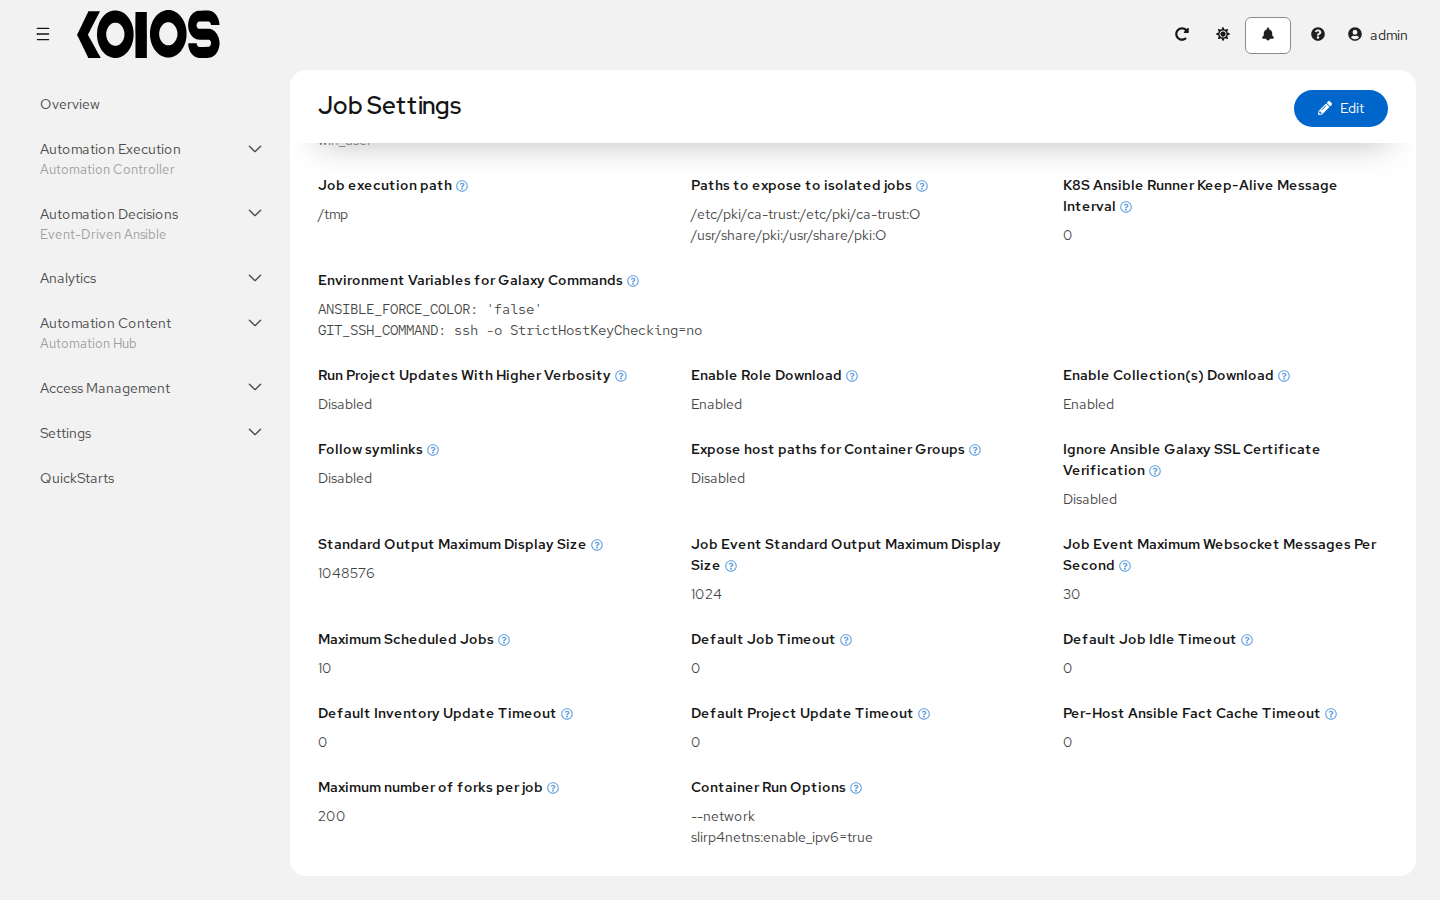 KOIOS
admin
Overview
Automation Execution
Automation Controller
Automation Decisions
Event-Driven Ansible
Analytics
Automation Content
Automation Hub
Access Management
Settings
QuickStarts
Job Settings
Edit
win_user
Job execution path
/tmp
Paths to expose to isolated jobs
/etc/pki/ca-trust:/etc/pki/ca-trust:O
/usr/share/pki:/usr/share/pki:O
K8S Ansible Runner Keep-Alive Message
Interval
0
Environment Variables for Galaxy Commands
ANSIBLE_FORCE_COLOR: 'false'
GIT_SSH_COMMAND: ssh -o StrictHostKeyChecking=no
Run Project Updates With Higher Verbosity
Disabled
Enable Role Download
Enabled
Enable Collection(s) Download
Enabled
Follow symlinks
Disabled
Expose host paths for Container Groups
Disabled
Ignore Ansible Galaxy SSL Certificate
Verification
Disabled
Standard Output Maximum Display Size
1048576
Job Event Standard Output Maximum Display
Size
1024
Job Event Maximum Websocket Messages Per
Second
30
Maximum Scheduled Jobs
10
Default Job Timeout
0
Default Job Idle Timeout
0
Default Inventory Update Timeout
0
Default Project Update Timeout
0
Per-Host Ansible Fact Cache Timeout
0
Maximum number of forks per job
200
Container Run Options
--network
slirp4netns:enable_ipv6=true